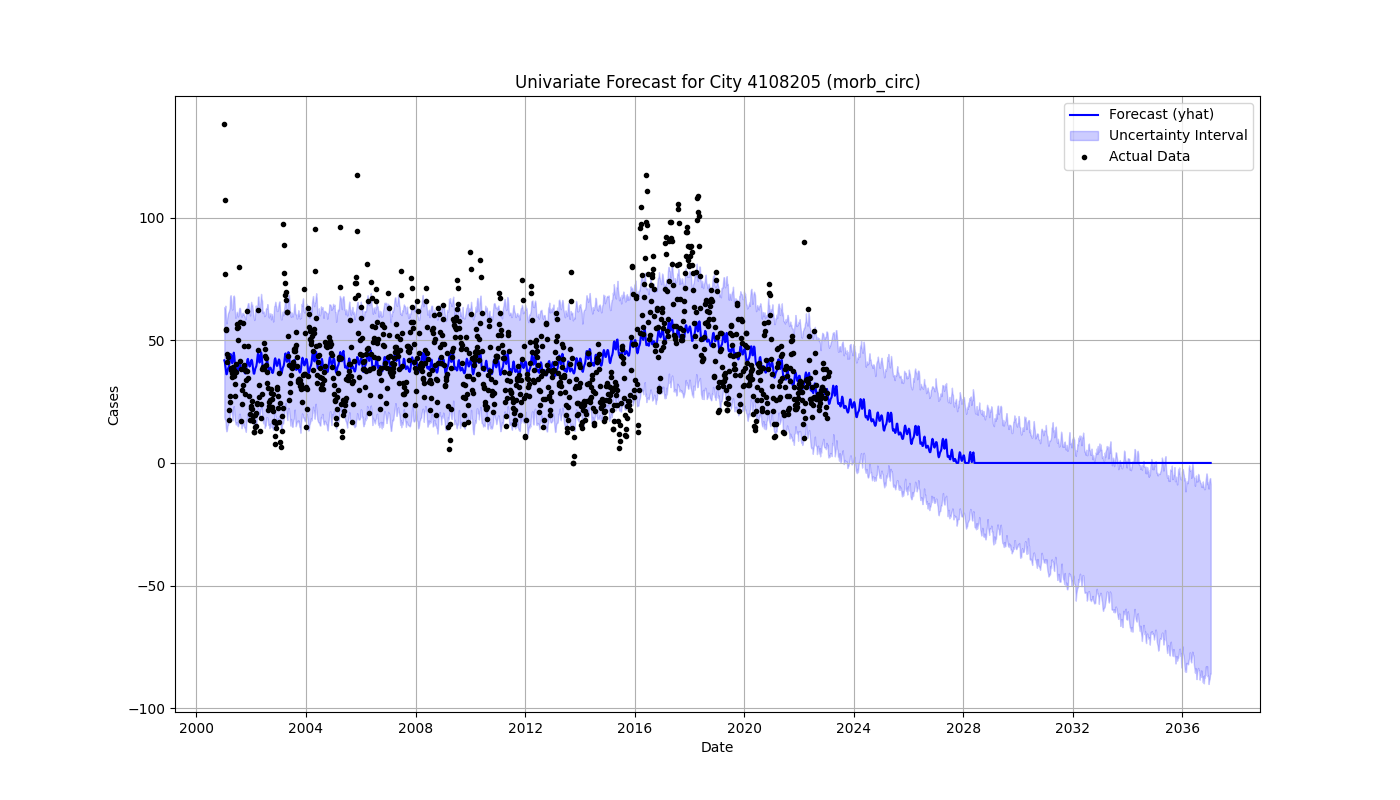 Univariate Forecast for City 4108205 (morb_circ)
Forecast (yhat)
Uncertainty Interval
Actual Data
Cases
100
50
0
−50
−100
2000 2004 2008 2012 2016 2020 2024 2028 2032 2036
Date